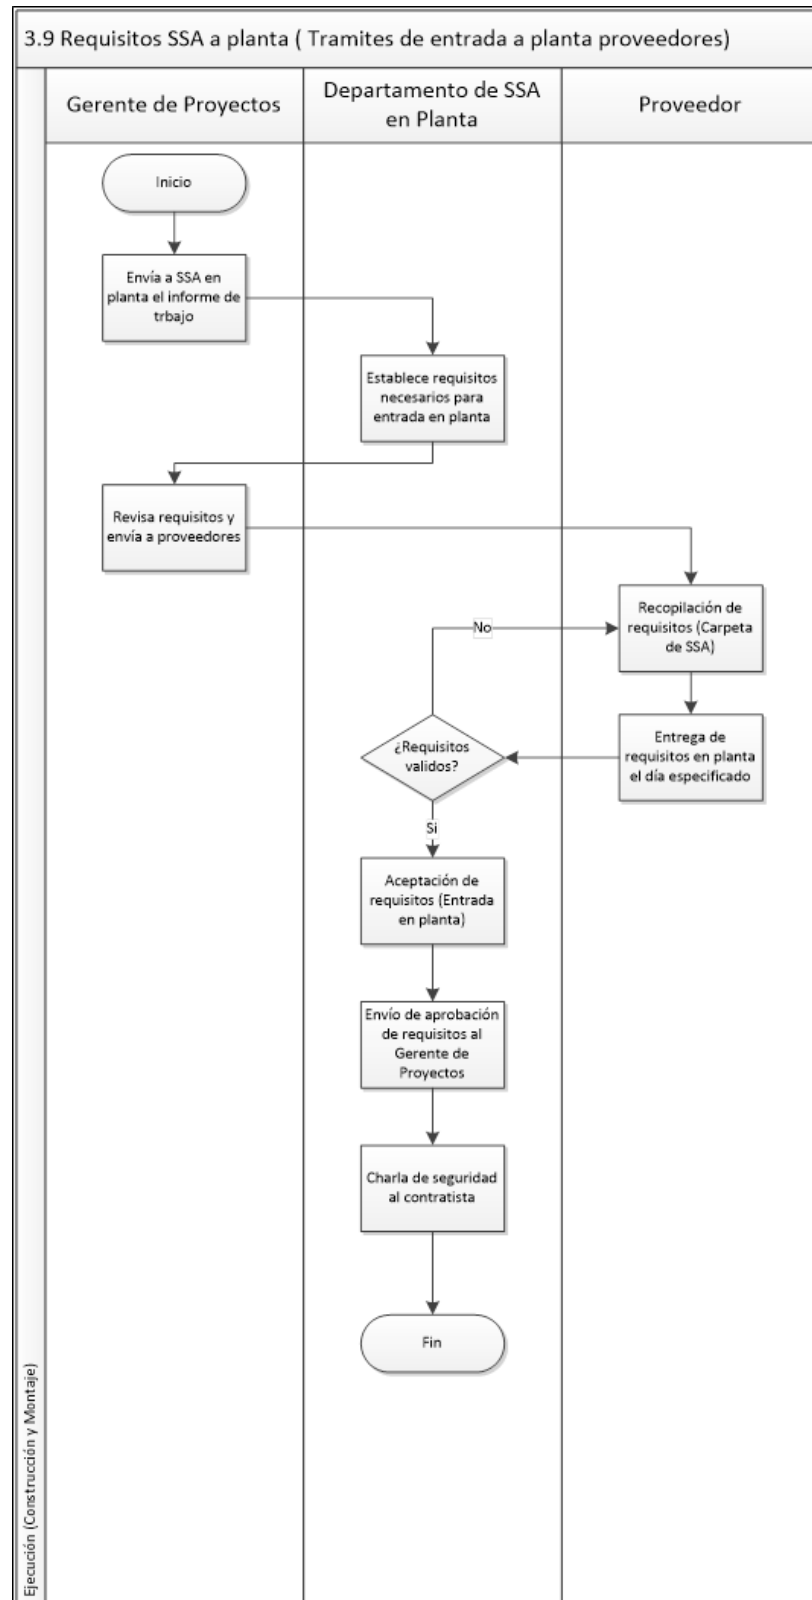 3.9 Requisitos SSA a planta ( Tramites de entrada a planta proveedores)
Gerente de Proyectos
Departamento de SSA
en Planta
Proveedor
Inicio
Envía a SSA en
planta el informe de
trbajo
Establece requisitos
necesarios para
entrada en planta
Revisa requisitos y
envía a proveedores
Recopilación de
requisitos (Carpeta
de SSA)
No
Entrega de
requisitos en planta
el día especificado
¿Requisitos
validos?
Si
Aceptación de
requisitos (Entrada
en planta)
Envío de aprobación
de requisitos al
Gerente de
Proyectos
Charla de seguridad
al contratista
Fin
Ejecución (Construcción y Montaje)